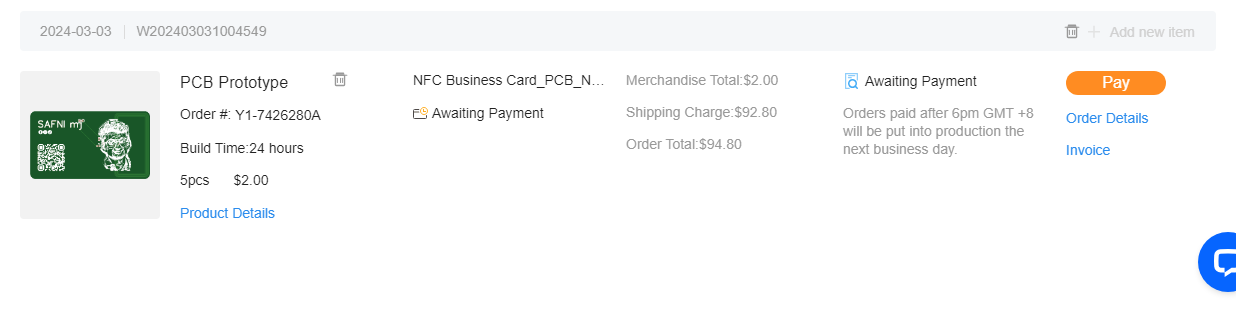 2024-03-03 W202403031004549 Add new item
PCB Prototype
Order #: Y1-7426280A
Build Time:24 hours
5pcs $2.00
Product Details
NFC Business Card_PCB_N...
Awaiting Payment
Merchandise Total:$2.00
Shipping Charge:$92.80
Order Total:$94.80
Awaiting Payment
Orders paid after 6pm GMT +8
will be put into production the
next business day.
Pay
Order Details
Invoice
SAFNI